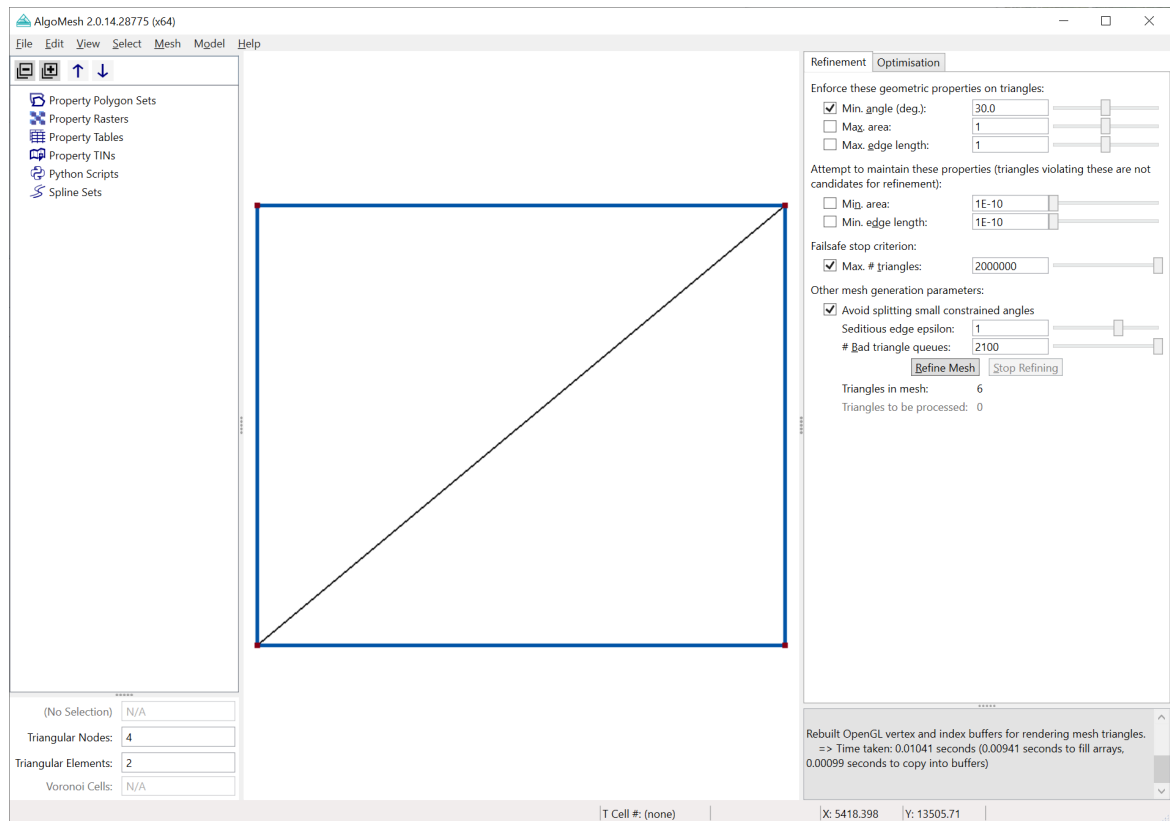 AlgoMesh 2.0.14.28775 (x64)
File Edit View Select Mesh Model Help
Property Polygon Sets
Property Rasters
Property Tables
Property TINs
Python Scripts
Spline Sets
(No Selection) N/A
Triangular Nodes: 4
Triangular Elements: 2
Voronoi Cells: N/A
Refinement Optimisation
Enforce these geometric properties on triangles:
Min. angle (deg.): 30.0
Max. area: 1
Max. edge length: 1
Attempt to maintain these properties (triangles violating these are not
candidates for refinement):
Min. area: 1E-10
Min. edge length: 1E-10
Failsafe stop criterion:
Max. # triangles: 2000000
Other mesh generation parameters:
Avoid splitting small constrained angles
Seditious edge epsilon: 1
# Bad triangle queues: 2100
Refine Mesh Stop Refining
Triangles in mesh: 6
Triangles to be processed: 0
Rebuilt OpenGL vertex and index buffers for rendering mesh triangles.
=> Time taken: 0.01041 seconds (0.00941 seconds to fill arrays,
0.00099 seconds to copy into buffers)
T Cell #: (none) X: 5418.398 Y: 13505.71